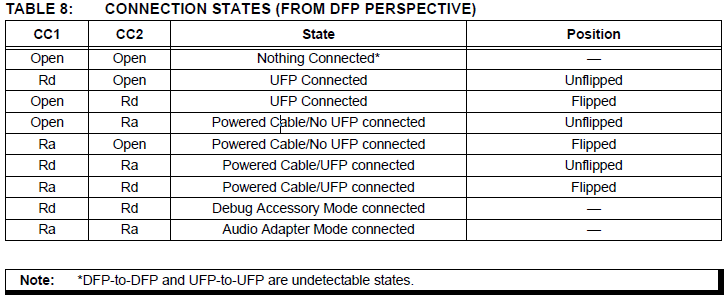 TABLE 8: CONNECTION STATES (FROM DFP PERSPECTIVE)
CC1 CC2 State Position
Open Open Nothing Connected* —
Rd Open UFP Connected Unflipped
Open Rd UFP Connected Flipped
Open Ra Powered Cable/No UFP connected Unflipped
Ra Open Powered Cable/No UFP connected Flipped
Rd Ra Powered Cable/UFP connected Unflipped
Rd Ra Powered Cable/UFP connected Flipped
Rd Rd Debug Accessory Mode connected —
Ra Ra Audio Adapter Mode connected —
Note: *DFP-to-DFP and UFP-to-UFP are undetectable states.